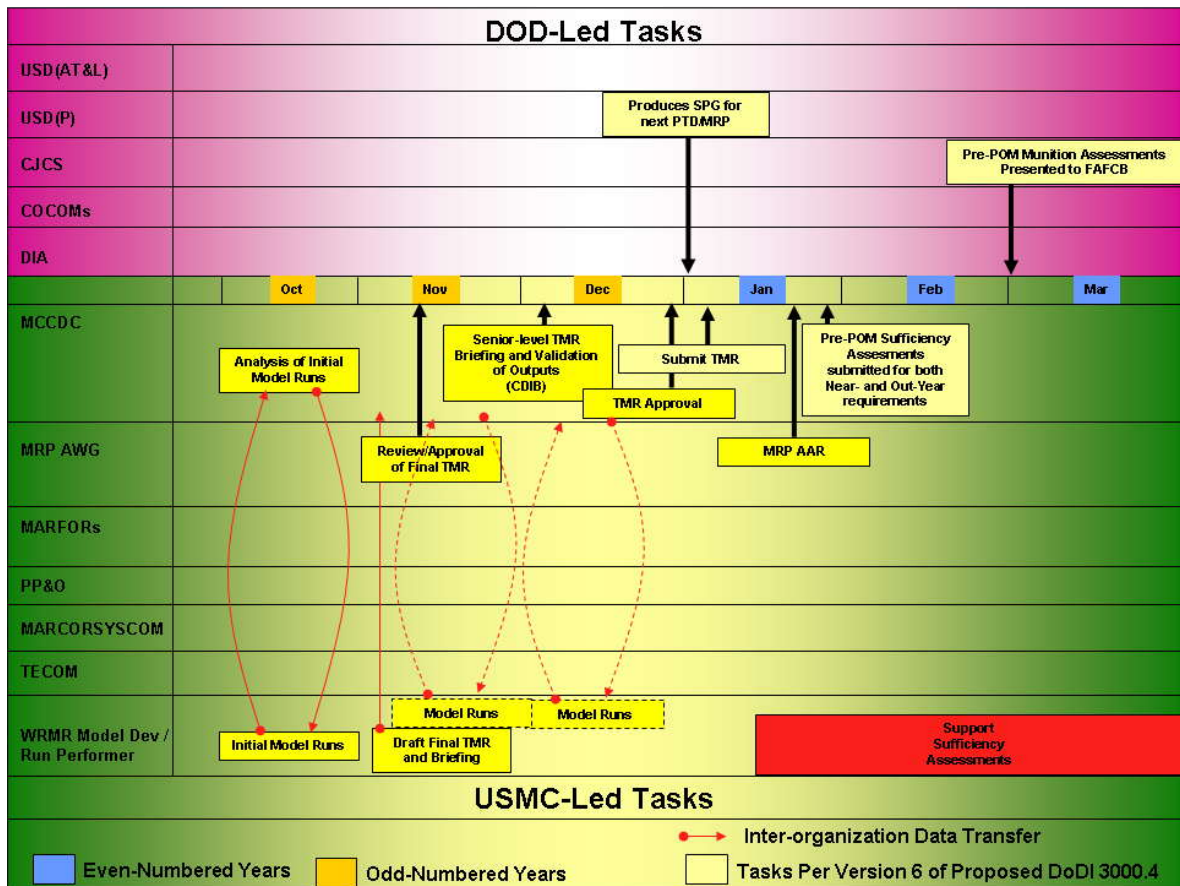 DOD-Led Tasks
USD(AT&L)
USD(P)
Produces SPG for
next PTD/MRP
CJCS
Pre-POM Munition Assessments
Presented to FAFCB
COCOMs
DIA
Oct
Nov
Dec
Jan
Feb
Mar
MCCDC
Analysis of Initial
Model Runs
Senior-level TMR
Briefing and Validation
of Outputs
(CDIB)
Submit TMR
TMR Approval
Pre-POM Sufficiency
Assesments
submitted for both
Near- and Out-Year
requirements
MRP AWG
Review/Approval
of Final TMR
MRP AAR
MARFORs
PP&O
MARCORSYSCOM
TECOM
WRMR Model Dev /
Run Performer
Initial Model Runs
Model Runs
Draft Final TMR
and Briefing
Model Runs
Support
Sufficiency
Assessments
USMC-Led Tasks
Inter-organization Data Transfer
Even-Numbered Years
Odd-Numbered Years
Tasks Per Version 6 of Proposed DoDI 3000.4